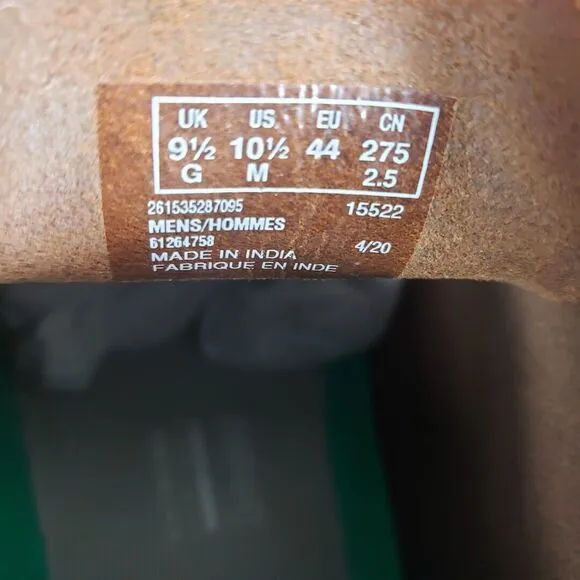 UK US EU CN
9½ 10½ 44 275
G M 2.5
261535287095 15522
MENS/HOMMES
61264758 4/20
MADE IN INDIA
FABRIQUE EN INDE